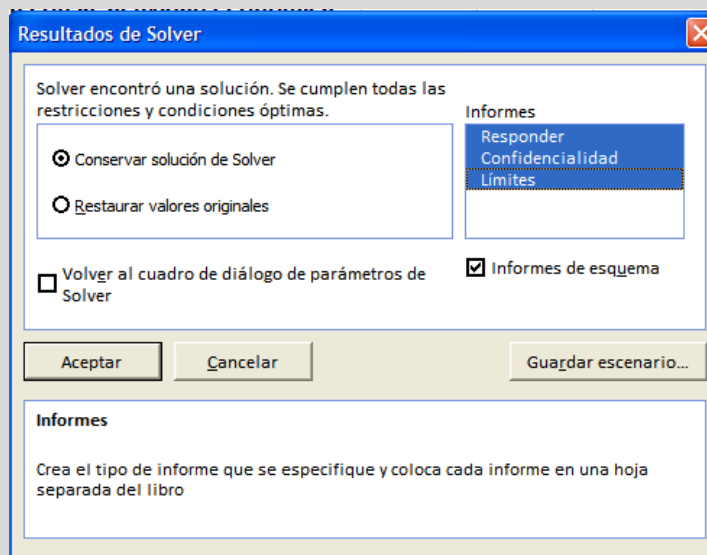 Resultados de Solver
Solver encontró una solución. Se cumplen todas las
restricciones y condiciones óptimas.
Informes
Conservar solución de Solver
Restaurar valores originales
Responder
Confidencialidad
Límites
Volver al cuadro de diálogo de parámetros de
Solver
Informes de esquema
Aceptar
Cancelar
Guardar escenario...
Informes
Crea el tipo de informe que se especifique y coloca cada informe en una hoja
separada del libro